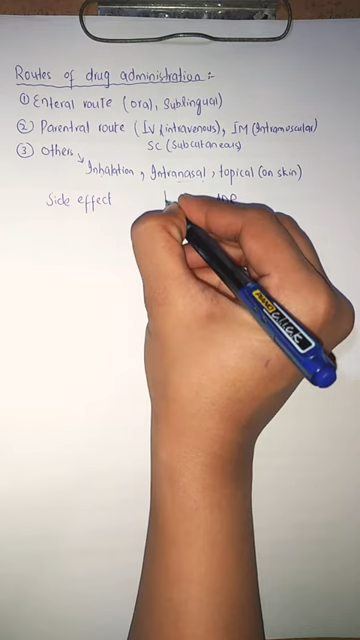 Routes of drug administration :-
① Enteral route (oral, Sublingual)
② Parentral route (IV (intravenous), IM (Intramuscular)
SC (Subcutaneous)
③ Others
Inhalation, Intranasal, topical (on skin)
Side effect
CLICK